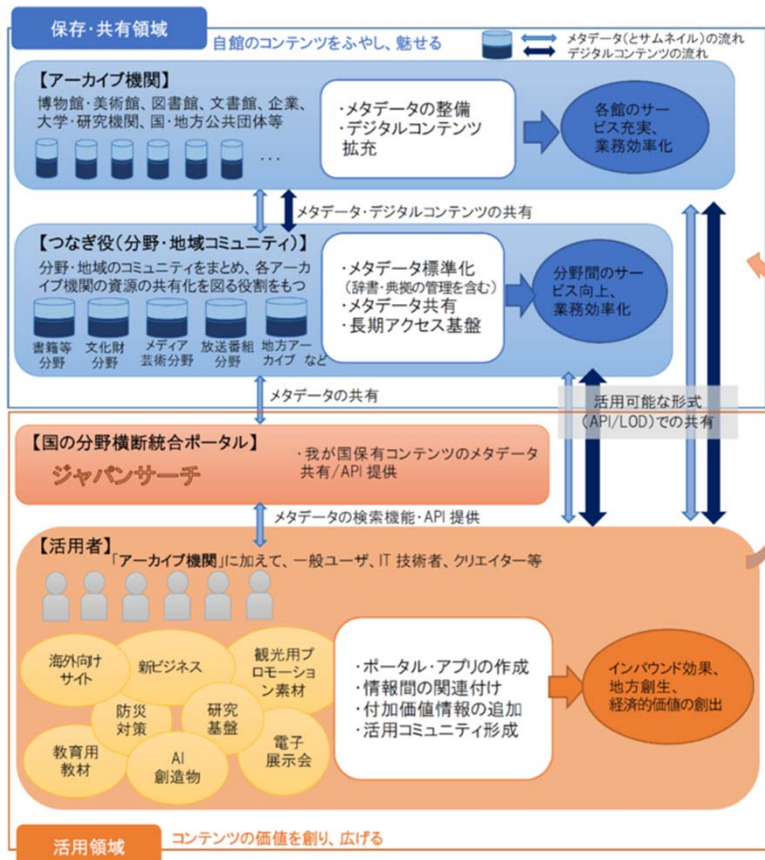 保存・共有領域
自館のコンテンツをふやし、魅せる
メタデータ(とサムネイル)の流れ
デジタルコンテンツの流れ
【アーカイブ機関】
博物館・美術館、図書館、文書館、企業、
大学・研究機関、国・地方公共団体等
…
・メタデータの整備
・デジタルコンテンツ
拡充
各館のサー
ビス充実、
業務効率化
メタデータ・デジタルコンテンツの共有
【つなぎ役(分野・地域コミュニティ)】
分野・地域のコミュニティをまとめ、各アーカ
イブ機関の資源の共有化を図る役割をもつ
書籍等
分野
文化財
分野
メディア
芸術分野
放送番組
分野
地方アー
カイブ など
・メタデータ標準化
(辞書・典拠の管理を含む)
・メタデータ共有
・長期アクセス基盤
分野間のサー
ビス向上、
業務効率化
メタデータの共有
活用可能な形式
(API/LOD)での共有
【国の分野横断統合ポータル】
ジャパンサーチ
・我が国保有コンテンツのメタデータ
共有/API 提供
メタデータの検索機能・API 提供
【活用者】
「アーカイブ機関」に加えて、一般ユーザ、IT 技術者、クリエイター等
海外向け
サイト
新ビジネス
観光用プ
ロモーショ
ン素材
防災
対策
研究
基盤
教育用
教材
AI
創造物
電子
展示会
・ポータル・アプリの作成
・情報間の関連付け
・付加価値情報の追加
・活用コミュニティ形成
インバウンド効果、
地方創生、
経済的価値の創出
活用領域
コンテンツの価値を創り、広げる